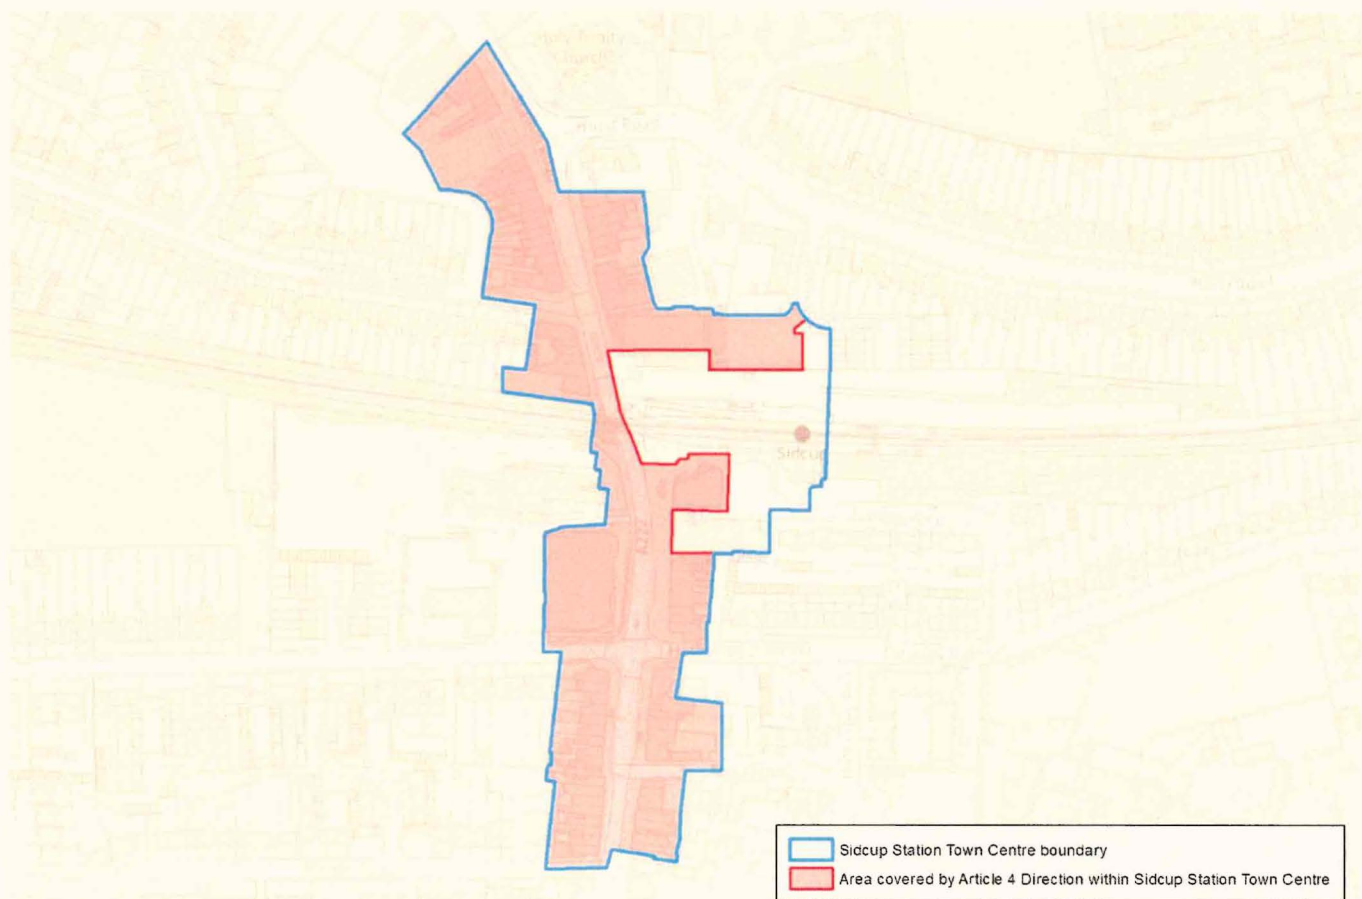 Sidcup
A222
Sidcup Station Town Centre boundary
Area covered by Article 4 Direction within Sidcup Station Town Centre